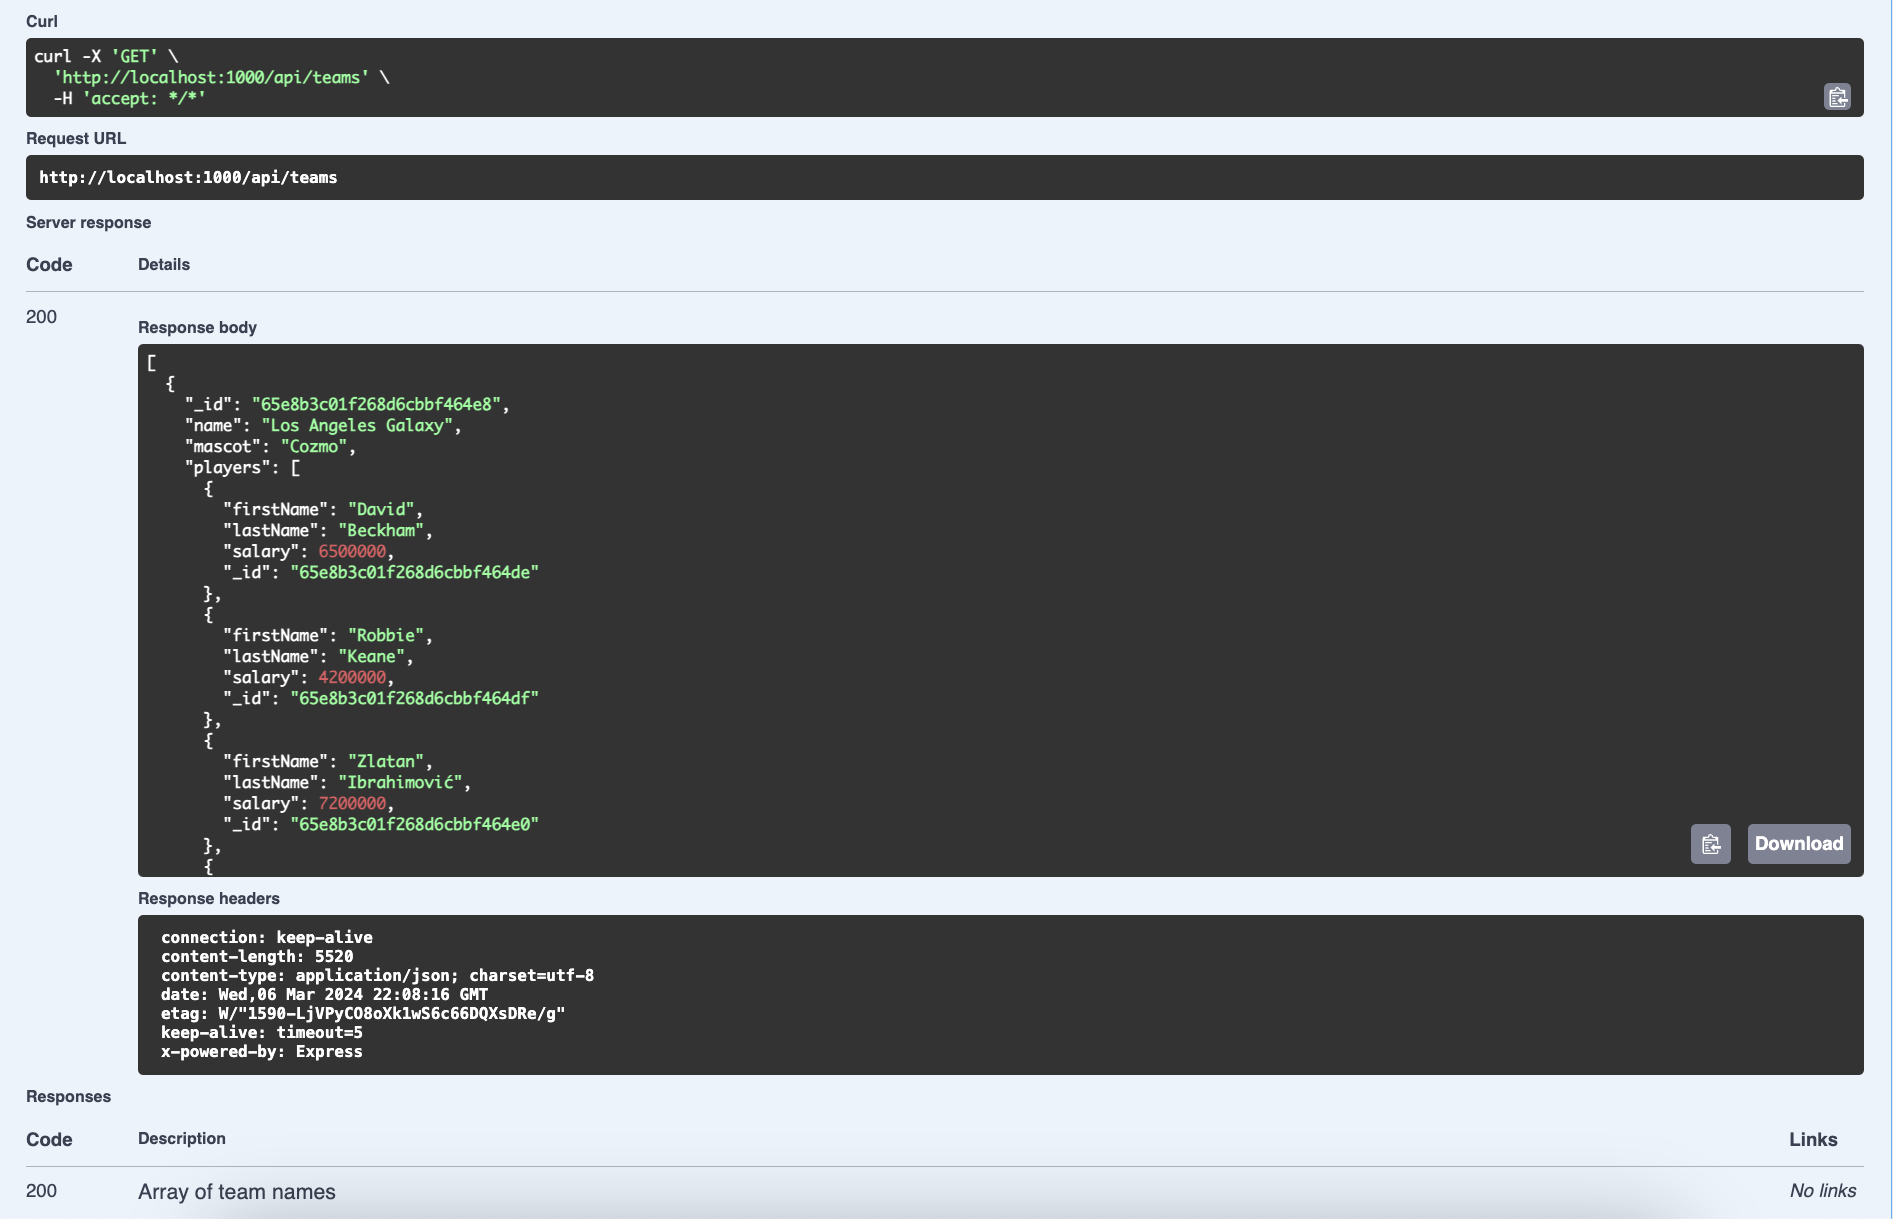 Curl
curl -X 'GET' \
  'http://localhost:1000/api/teams' \
  -H 'accept: */*'
Request URL
http://localhost:1000/api/teams
Server response
Code Details
200
Response body
[
  {
    "_id": "65e8b3c01f268d6cbbf464e8",
    "name": "Los Angeles Galaxy",
    "mascot": "Cozmo",
    "players": [
      {
        "firstName": "David",
        "lastName": "Beckham",
        "salary": 6500000,
        "_id": "65e8b3c01f268d6cbbf464de"
      },
      {
        "firstName": "Robbie",
        "lastName": "Keane",
        "salary": 4200000,
        "_id": "65e8b3c01f268d6cbbf464df"
      },
      {
        "firstName": "Zlatan",
        "lastName": "Ibrahimović",
        "salary": 7200000,
        "_id": "65e8b3c01f268d6cbbf464e0"
      },
      {
Download
Response headers
connection: keep-alive
content-length: 5520
content-type: application/json; charset=utf-8
date: Wed,06 Mar 2024 22:08:16 GMT
etag: W/"1590-LjVPyCO8oXk1wS6c66DQXsDRe/g"
keep-alive: timeout=5
x-powered-by: Express
Responses
Code Description Links
200 Array of team names No links